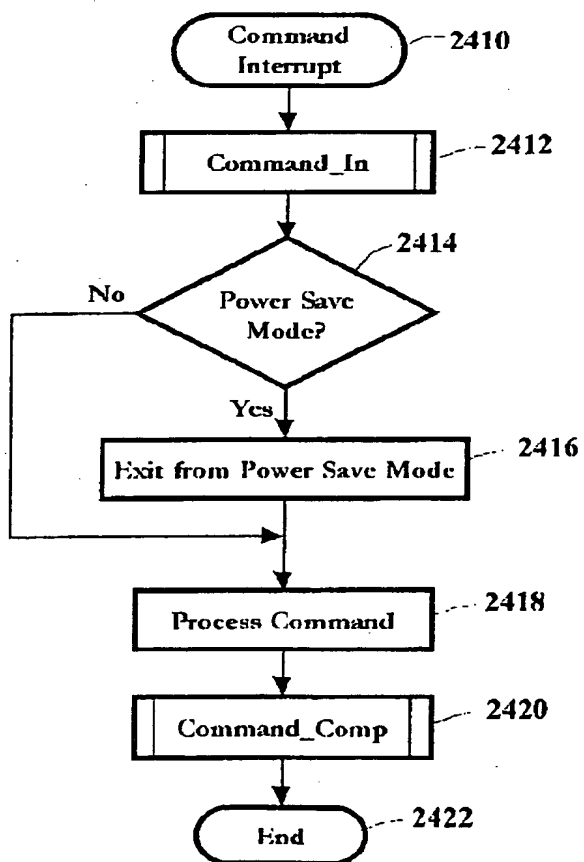 Command
Interrupt
2410
Command_In
2412
2414
No
Power Save
Mode?
Yes
Exit from Power Save Mode
2416
Process Command
2418
Command_Comp
2420
End
2422